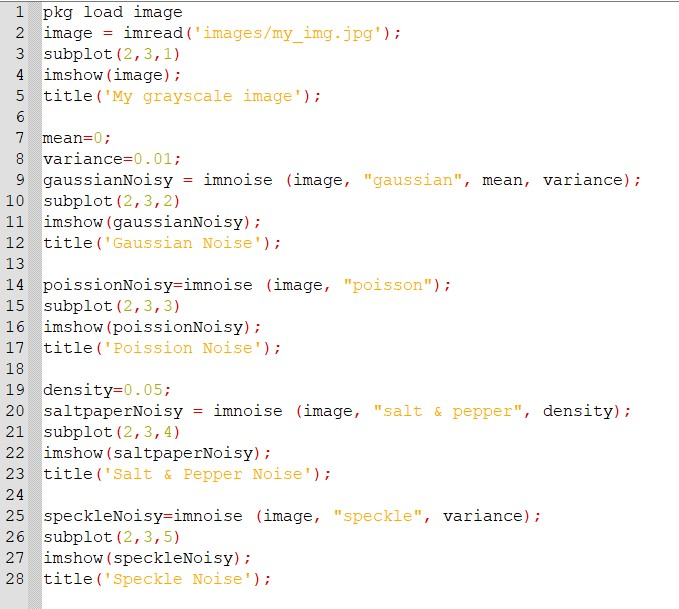 1 pkg load image
2 image = imread('images/my_img.jpg');
3 subplot(2,3,1)
4 imshow(image);
5 title('My grayscale image');
6
7 mean=0;
8 variance=0.01;
9 gaussianNoisy = imnoise (image, "gaussian", mean, variance);
10 subplot(2,3,2)
11 imshow(gaussianNoisy);
12 title('Gaussian Noise');
13
14 poissionNoisy=imnoise (image, "poisson");
15 subplot(2,3,3)
16 imshow(poissionNoisy);
17 title('Poission Noise');
18
19 density=0.05;
20 saltpaperNoisy = imnoise (image, "salt & pepper", density);
21 subplot(2,3,4)
22 imshow(saltpaperNoisy);
23 title('Salt & Pepper Noise');
24
25 speckleNoisy=imnoise (image, "speckle", variance);
26 subplot(2,3,5)
27 imshow(speckleNoisy);
28 title('Speckle Noise');